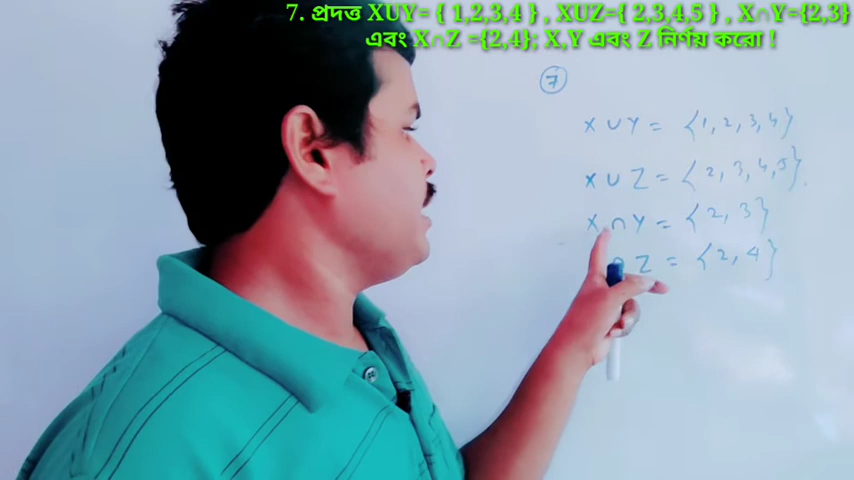 7. প্রদত্ত XUY= { 1,2,3,4 } , XUZ={ 2,3,4,5 } , X∩Y={2,3}
এবং X∩Z ={2,4}; X,Y এবং Z নির্ণয় করো !
7
X ∪ Y = {1, 2, 3, 4}
X ∪ Z = {2, 3, 4, 5}.
X ∩ Y = {2, 3}
∩ Z = {2, 4}